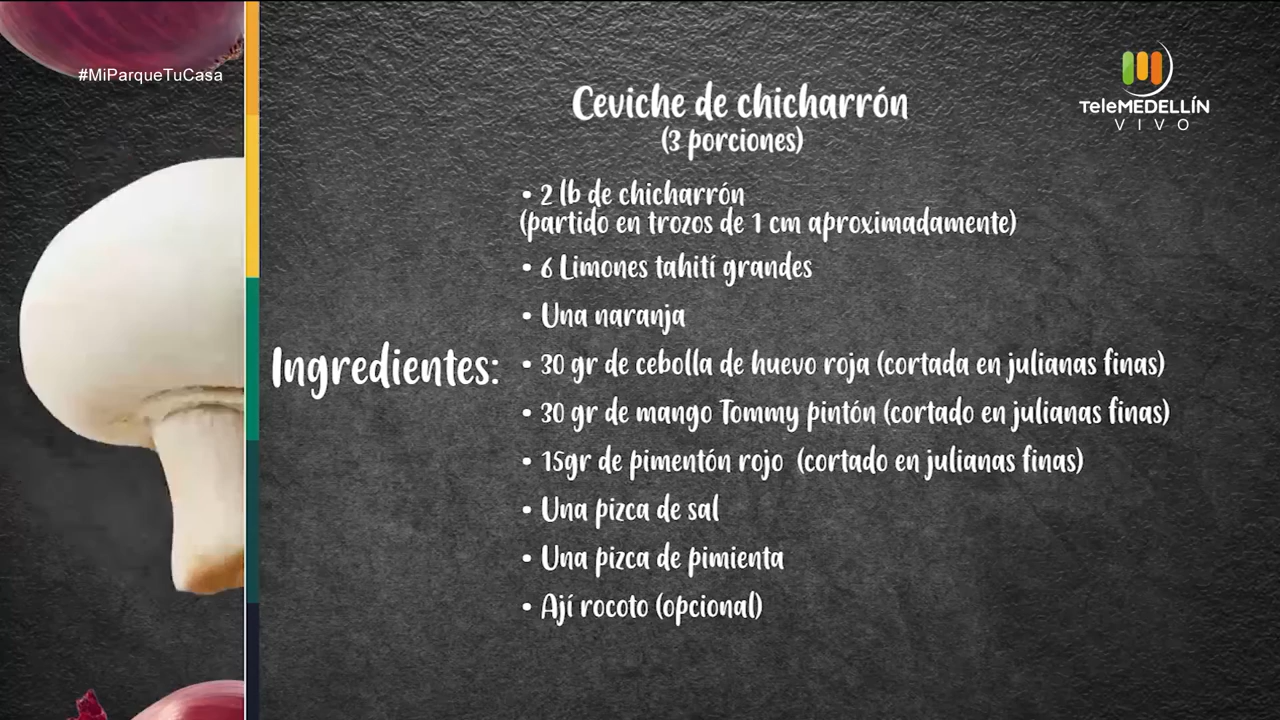 #MiParqueTuCasa
TeleMEDELLÍN
VIVO
Ceviche de chicharrón
(3 porciones)
Ingredientes:
• 2 lb de chicharrón
(partido en trozos de 1 cm aproximadamente)
• 6 Limones tahití grandes
• Una naranja
• 30 gr de cebolla de huevo roja (cortada en julianas finas)
• 30 gr de mango Tommy pintón (cortado en julianas finas)
• 15gr de pimentón rojo (cortado en julianas finas)
• Una pizca de sal
• Una pizca de pimienta
• Ají rocoto (opcional)